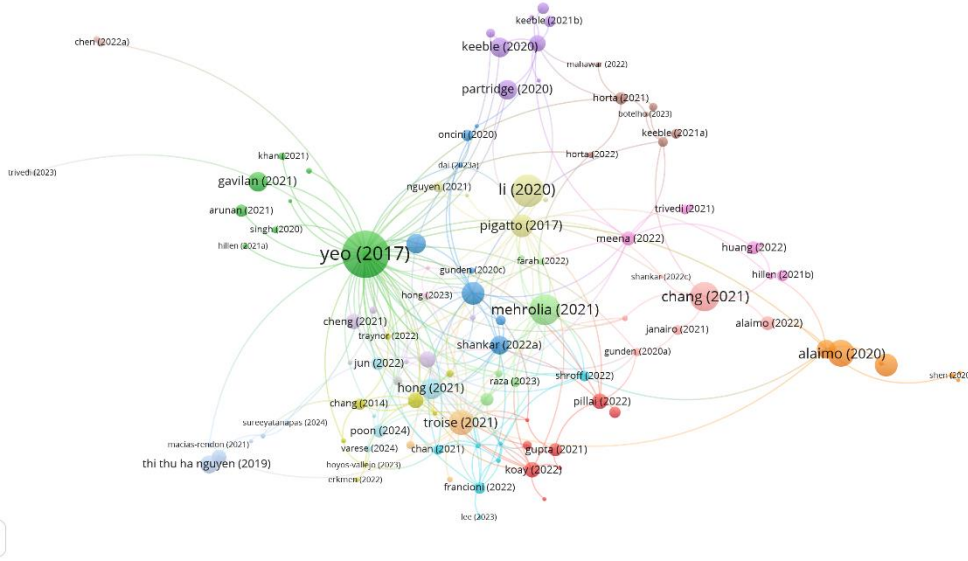 keeble (2021b)
chen (2022a)
keeble (2020)
mahawar (2022)
partridge (2020)
horta (2021)
botelho (2023)
oncini (2020)
keeble (2021a)
khan (2021)
horta (2022)
dai (2023a)
trivedi (2023)
gavilan (2021)
nguyen (2021)
li (2020)
arunan (2021)
trivedi (2021)
singh (2020)
pigatto (2017)
meena (2022)
hillen (2021a)
huang (2022)
yeo (2017)
farah (2022)
gunden (2020c)
hillen (2021b)
shankar (2022c)
hong (2023)
chang (2021)
mehrolia (2021)
cheng (2021)
alaimo (2022)
janairo (2021)
traynor (2022)
shankar (2022a)
gunden (2020a)
alaimo (2020)
jun (2022)
shroff (2022)
shen (2020
raza (2023)
hong (2021)
pillai (2022)
chang (2014)
sureeyatanapas (2024)
troise (2021)
poon (2024)
macias-rendon (2021)
varese (2024)
chan (2021)
gupta (2021)
thi thu ha nguyen (2019)
hoyos-vallejo (2023)
koay (2022)
erkmen (2022)
francioni (2022)
lee (2023)